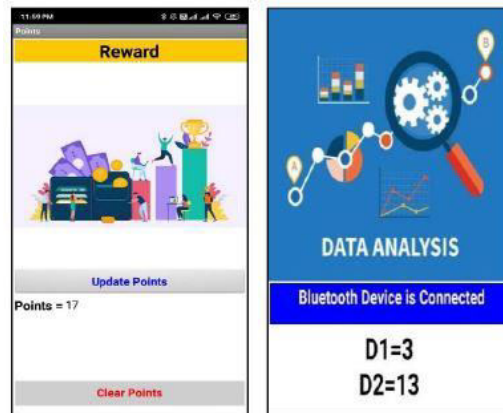 11:59 PM
Points
Reward
Update Points
Points = 17
Clear Points
B
A
DATA ANALYSIS
Bluetooth Device is Connected
D1=3
D2=13